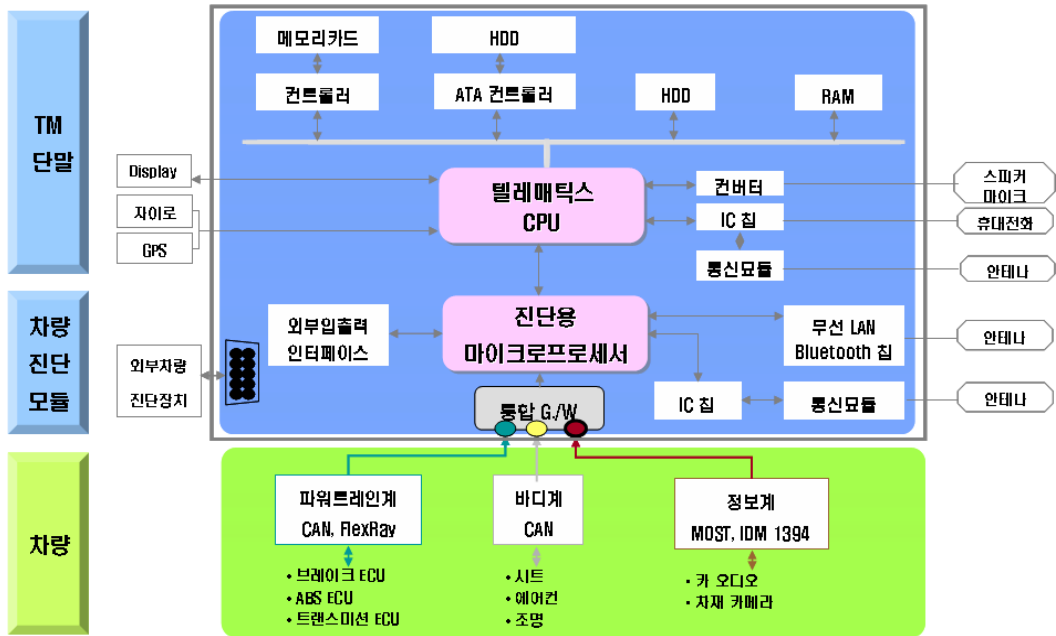 TM
단말
메모리카드
HDD
컨트롤러
ATA 컨트롤러
HDD
RAM
Display
자이로
GPS
텔레매틱스
CPU
컨버터
IC 칩
통신모듈
스피커
마이크
휴대전화
안테나
차량
진단
모듈
외부차량
진단장치
외부입출력
인터페이스
진단용
마이크로프로세서
무선 LAN
Bluetooth 칩
안테나
통합 G./W
IC 칩
통신모듈
안테나
차량
파워트레인계
CAN, FlexRay
바디계
CAN
정보계
MOST, IDM 1394
• 브레이크 ECU
• ABS ECU
• 트랜스미션 ECU
• 시트
• 에어컨
• 조명
• 카 오디오
• 차재 카메라